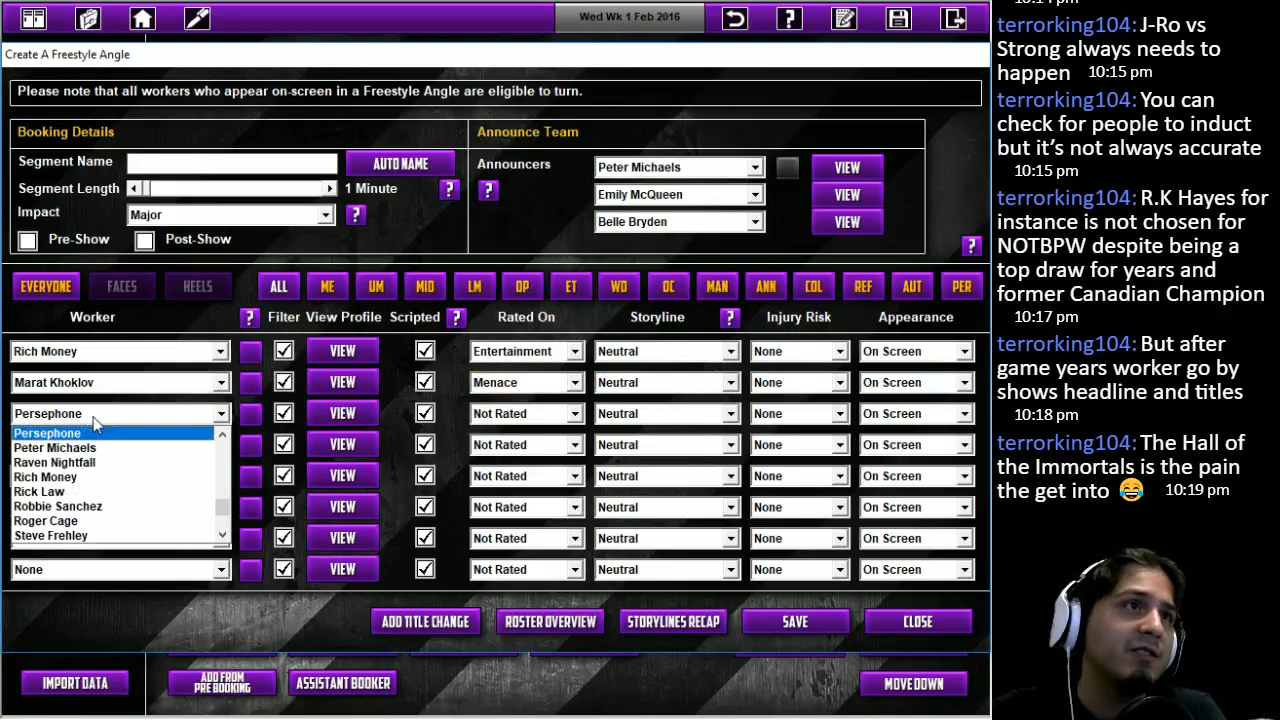 Wed Wk 1 Feb 2016
Create A Freestyle Angle
Please note that all workers who appear on-screen in a Freestyle Angle are eligible to turn.
Booking Details
Segment Name
AUTO NAME
Segment Length
1 Minute
?
Impact
Major
?
Pre-Show
Post-Show
Announce Team
Announcers
?
Peter Michaels
VIEW
Emily McQueen
VIEW
Belle Bryden
VIEW
?
EVERYONE FACES HEELS ALL ME UM MID LM OP ET WO OC MAN ANN COL REF AUT PER
Worker ? Filter View Profile Scripted ? Rated On Storyline ? Injury Risk Appearance
Rich Money VIEW Entertainment Neutral None On Screen
Marat Khoklov VIEW Menace Neutral None On Screen
Persephone VIEW Not Rated Neutral None On Screen
VIEW Not Rated Neutral None On Screen
VIEW Not Rated Neutral None On Screen
VIEW Not Rated Neutral None On Screen
VIEW Not Rated Neutral None On Screen
None VIEW Not Rated Neutral None On Screen
Persephone
Peter Michaels
Raven Nightfall
Rich Money
Rick Law
Robbie Sanchez
Roger Cage
Steve Frehley
ADD TITLE CHANGE ROSTER OVERVIEW STORYLINES RECAP SAVE CLOSE
IMPORT DATA
ADD FROM
PRE BOOKING
ASSISTANT BOOKER
MOVE DOWN
terrorking104: J-Ro vs
Strong always needs to
happen 10:15 pm
terrorking104: You can
check for people to induct
but it's not always accurate
10:15 pm
terrorking104: R.K Hayes for
instance is not chosen for
NOTBPW despite being a
top draw for years and
former Canadian Champion
10:17 pm
terrorking104: But after
game years worker go by
shows headline and titles
10:18 pm
terrorking104: The Hall of
the Immortals is the pain
the get into 😂 10:19 pm